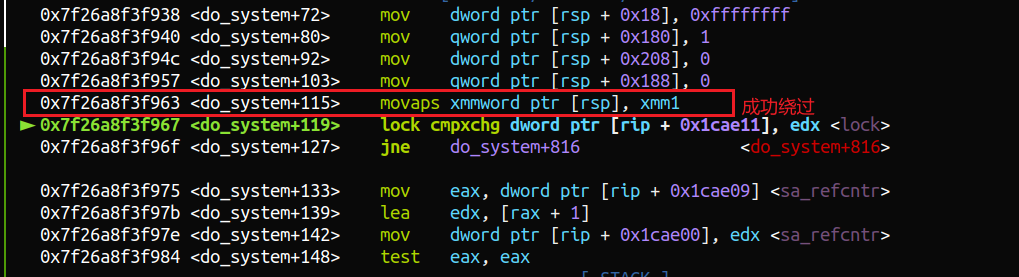 0x7f26a8f3f938 <do_system+72> mov dword ptr [rsp + 0x18], 0xffffffff
0x7f26a8f3f940 <do_system+80> mov qword ptr [rsp + 0x180], 1
0x7f26a8f3f94c <do_system+92> mov dword ptr [rsp + 0x208], 0
0x7f26a8f3f957 <do_system+103> mov qword ptr [rsp + 0x188], 0
0x7f26a8f3f963 <do_system+115> movaps xmmword ptr [rsp], xmm1 成功绕过
► 0x7f26a8f3f967 <do_system+119> lock cmpxchg dword ptr [rip + 0x1cae11], edx <lock>
0x7f26a8f3f96f <do_system+127> jne do_system+816 <do_system+816>
0x7f26a8f3f975 <do_system+133> mov eax, dword ptr [rip + 0x1cae09] <sa_refcntr>
0x7f26a8f3f97b <do_system+139> lea edx, [rax + 1]
0x7f26a8f3f97e <do_system+142> mov dword ptr [rip + 0x1cae00], edx <sa_refcntr>
0x7f26a8f3f984 <do_system+148> test eax, eax
[ STACK ]